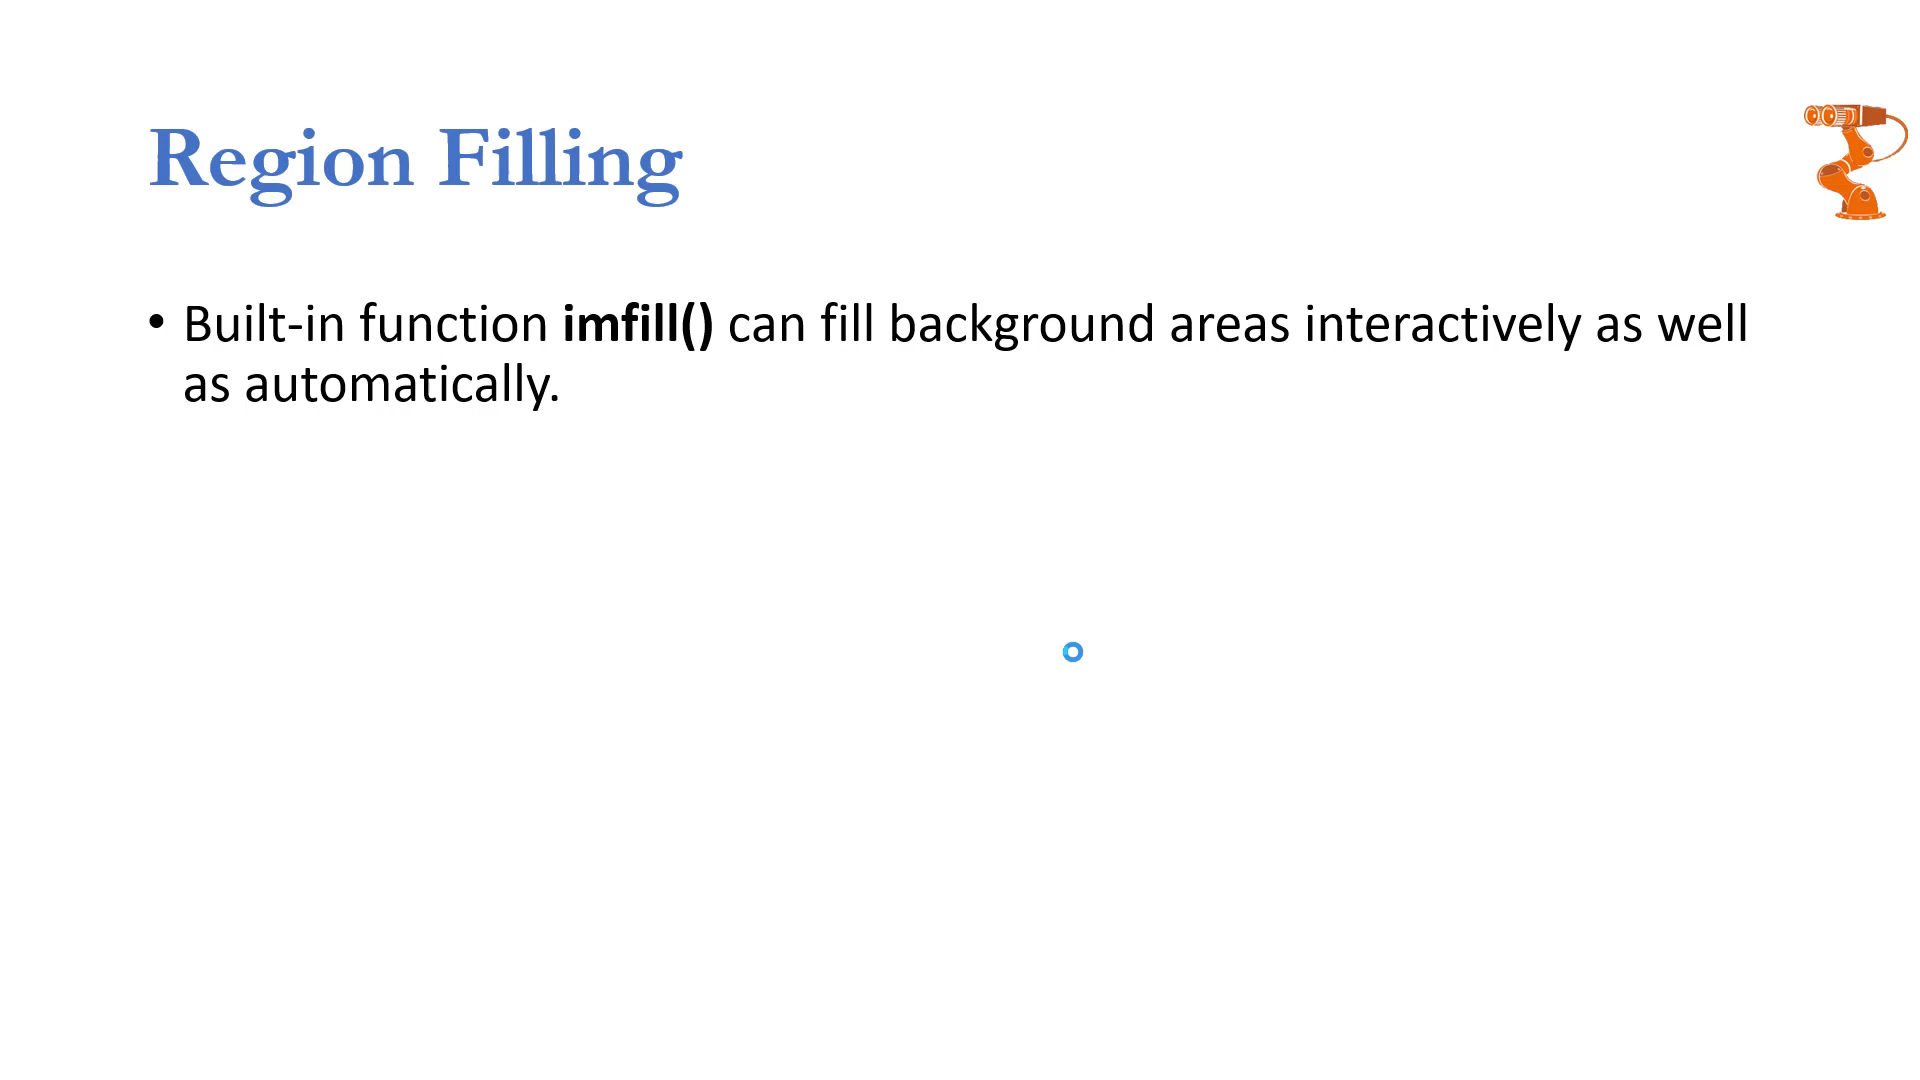 Region Filling
• Built-in function imfill() can fill background areas interactively as well
as automatically.